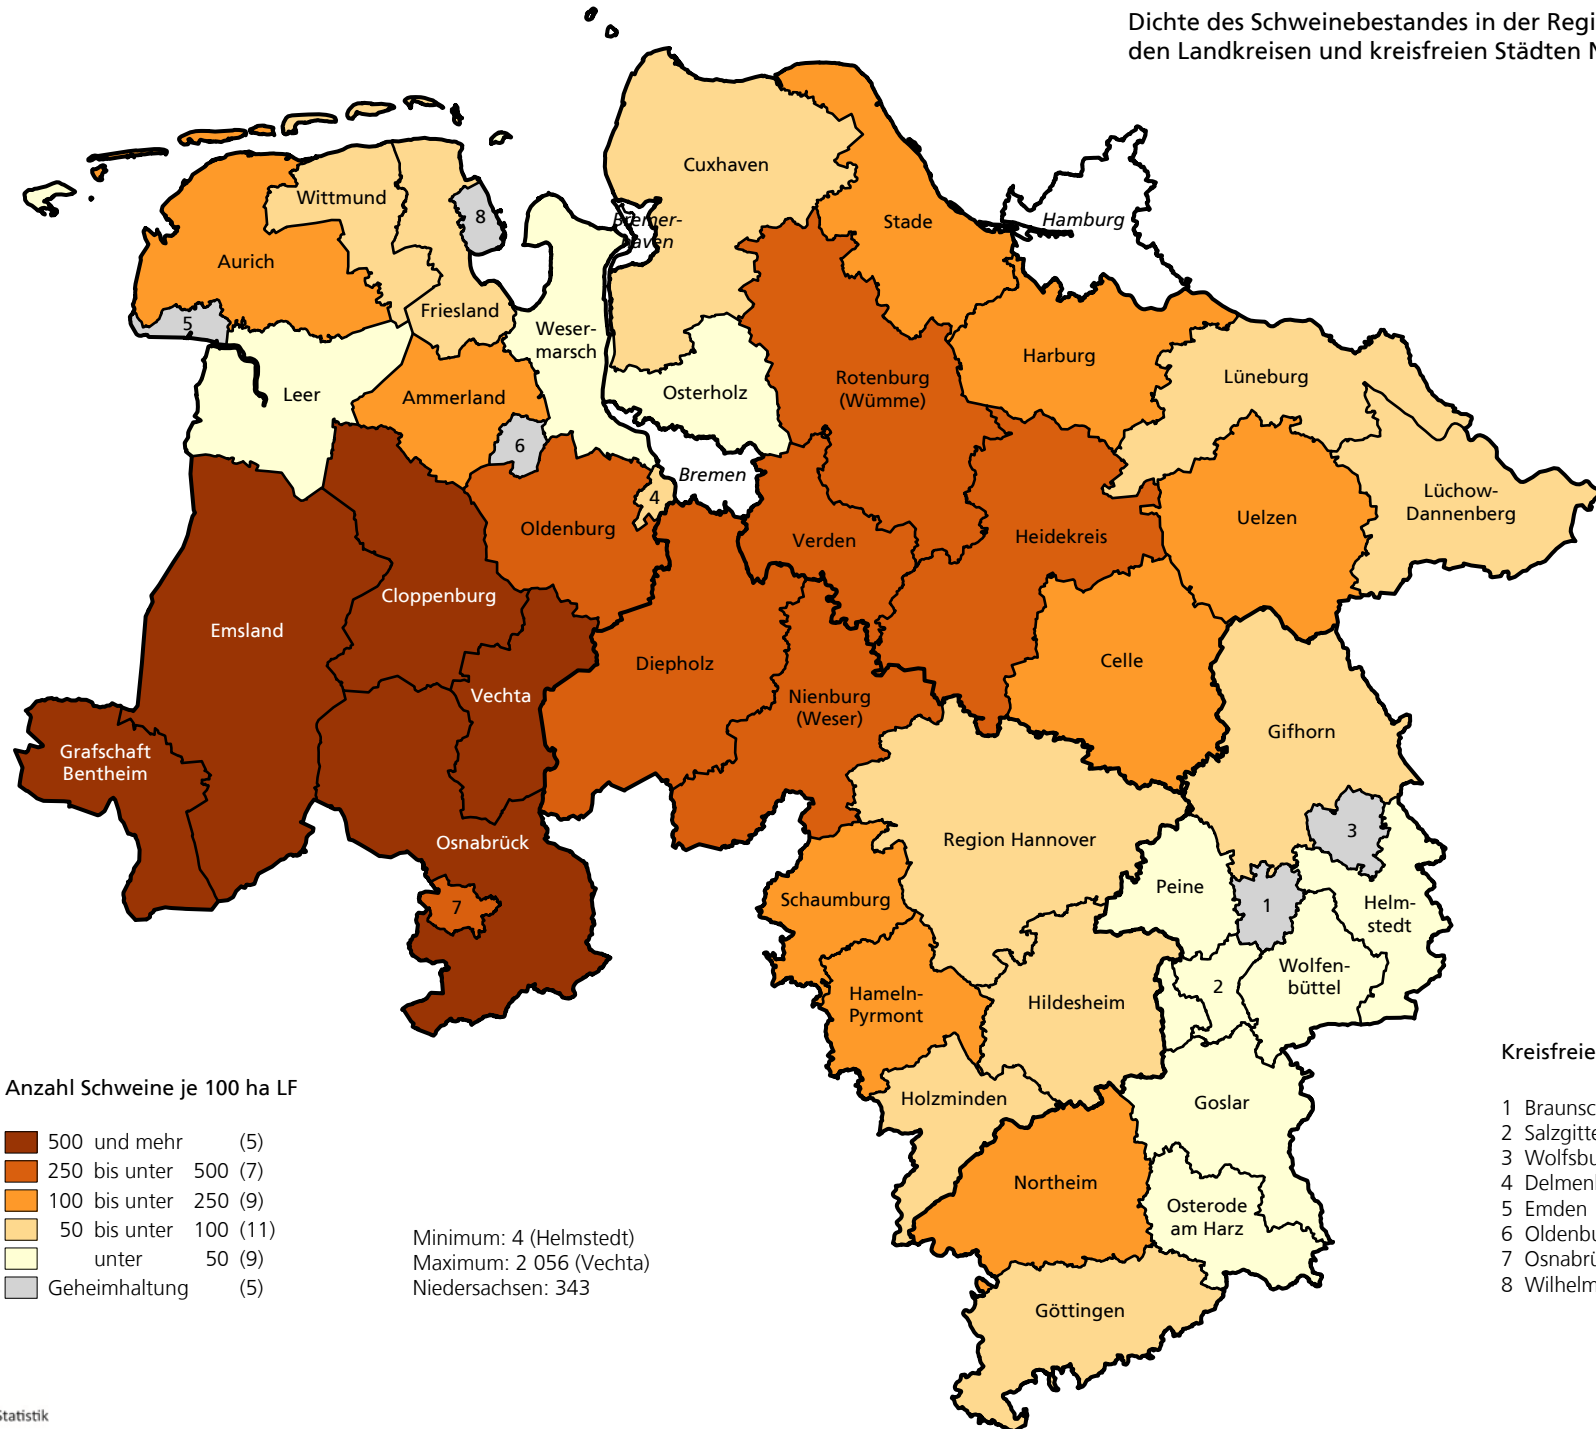 Dichte des Schweinebestandes in der Regi
den Landkreisen und kreisfreien Städten N
Cuxhaven
Wittmund
8
Bremer-
haven
Stade
Hamburg
Aurich
Friesland
5
Weser-
marsch
Harburg
Lüneburg
Rotenburg
(Wümme)
Leer
Ammerland
Osterholz
6
Bremen
4
Lüchow-
Dannenberg
Uelzen
Oldenburg
Verden
Heidekreis
Cloppenburg
Emsland
Diepholz
Celle
Vechta
Nienburg
(Weser)
Gifhorn
Grafschaft
Bentheim
Osnabrück
Region Hannover
3
Peine
Schaumburg
1
Helm-
stedt
7
Wolfen-
büttel
2
Hameln-
Pyrmont
Hildesheim
Holzminden
Goslar
Northeim
Osterode
am Harz
Göttingen
Anzahl Schweine je 100 ha LF
500 und mehr (5)
250 bis unter 500 (7)
100 bis unter 250 (9)
50 bis unter 100 (11)
unter 50 (9)
Geheimhaltung (5)
Minimum: 4 (Helmstedt)
Maximum: 2 056 (Vechta)
Niedersachsen: 343
Kreisfreie
1 Braunsc
2 Salzgitte
3 Wolfsbu
4 Delmen
5 Emden
6 Oldenbu
7 Osnabrü
8 Wilhelm
Statistik